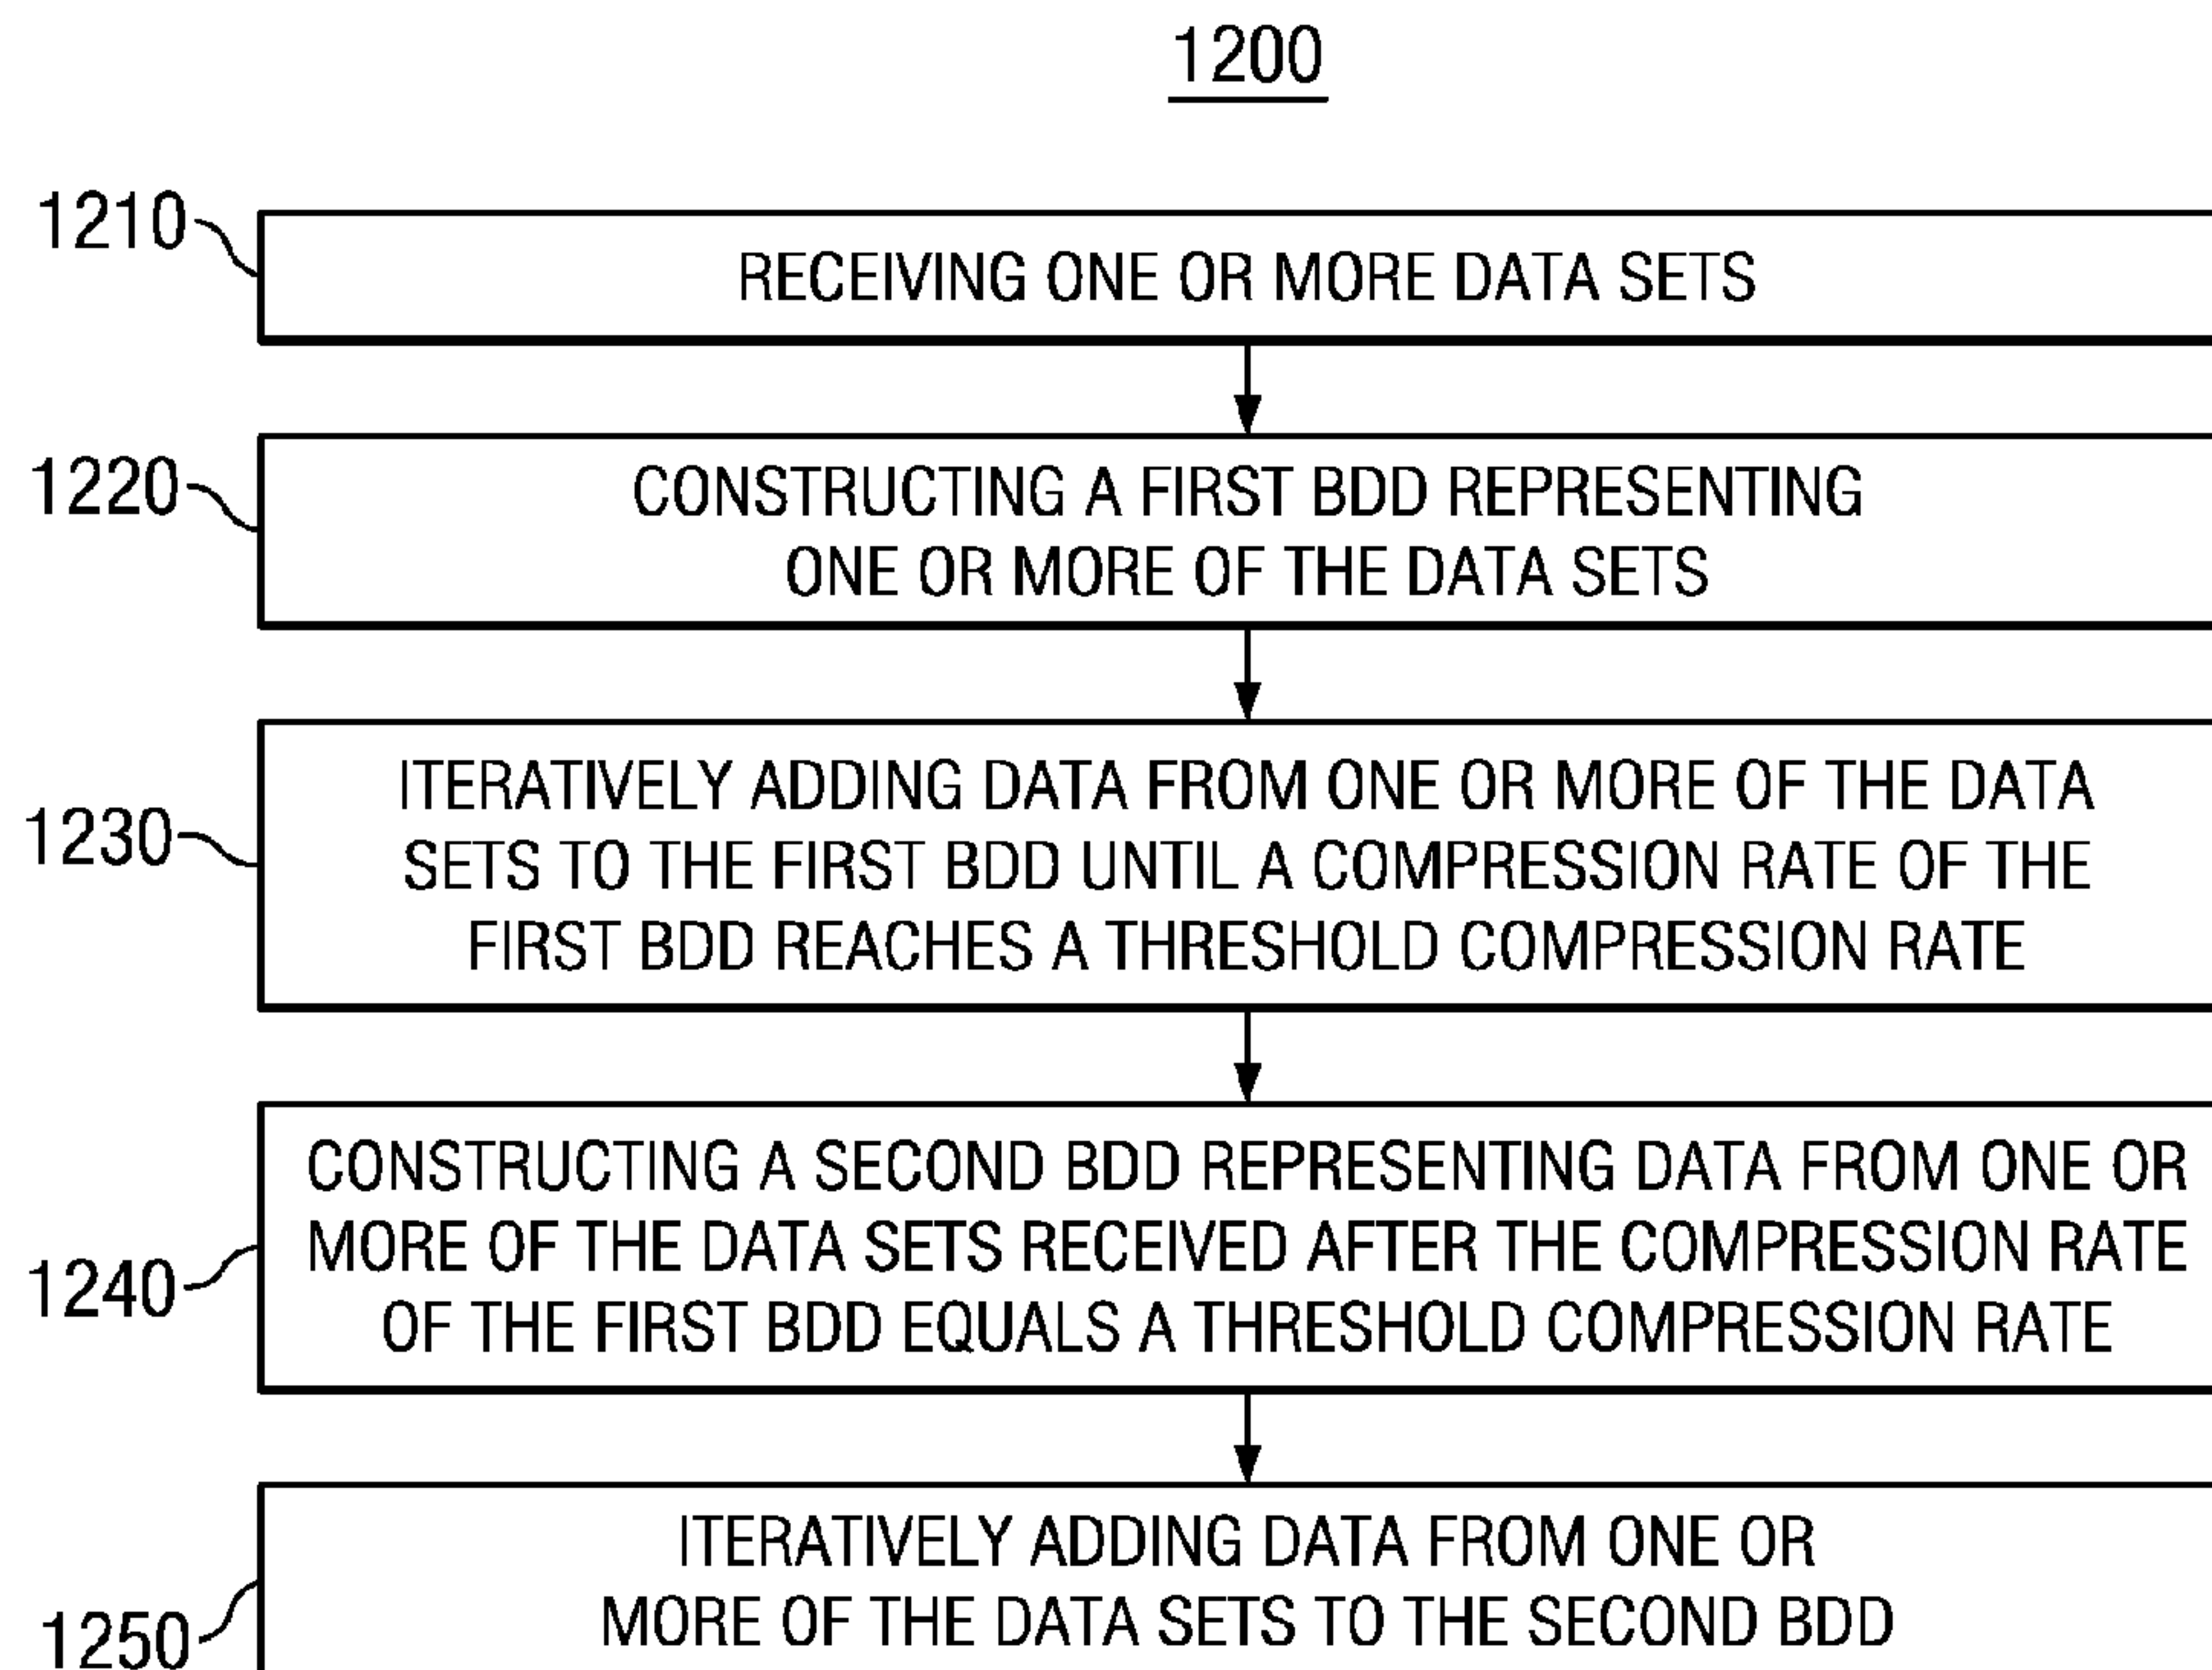 1200
1210
RECEIVING ONE OR MORE DATA SETS
1220
CONSTRUCTING A FIRST BDD REPRESENTING
ONE OR MORE OF THE DATA SETS
1230
ITERATIVELY ADDING DATA FROM ONE OR MORE OF THE DATA
SETS TO THE FIRST BDD UNTIL A COMPRESSION RATE OF THE
FIRST BDD REACHES A THRESHOLD COMPRESSION RATE
1240
CONSTRUCTING A SECOND BDD REPRESENTING DATA FROM ONE OR
MORE OF THE DATA SETS RECEIVED AFTER THE COMPRESSION RATE
OF THE FIRST BDD EQUALS A THRESHOLD COMPRESSION RATE
1250
ITERATIVELY ADDING DATA FROM ONE OR
MORE OF THE DATA SETS TO THE SECOND BDD